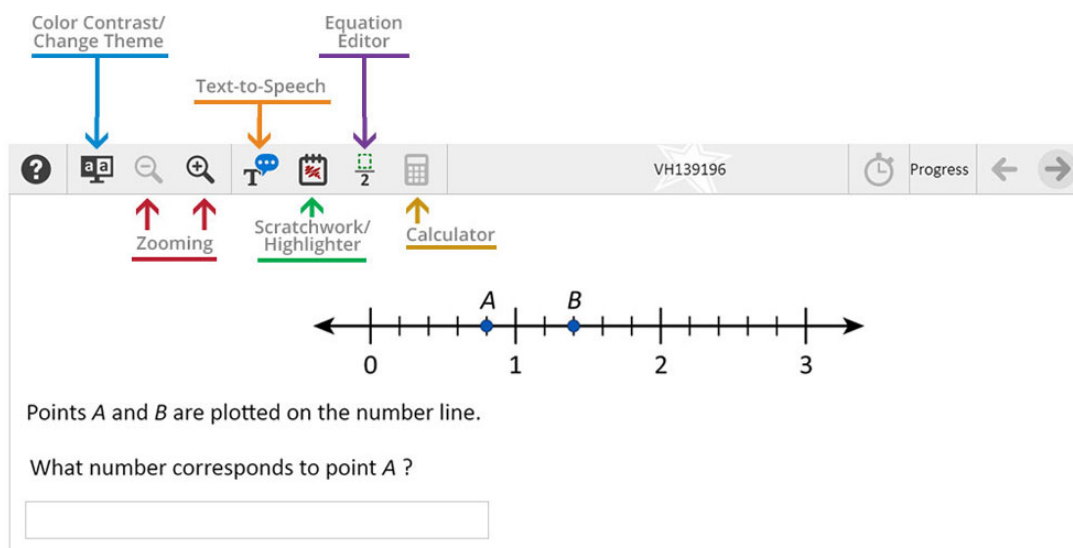 Color Contrast/
Change Theme
Equation
Editor
Text-to-Speech
?
a a
T
2
VH139196
Progress
Zooming
Scratchwork/
Highlighter
Calculator
A B
0 1 2 3
Points A and B are plotted on the number line.
What number corresponds to point A ?